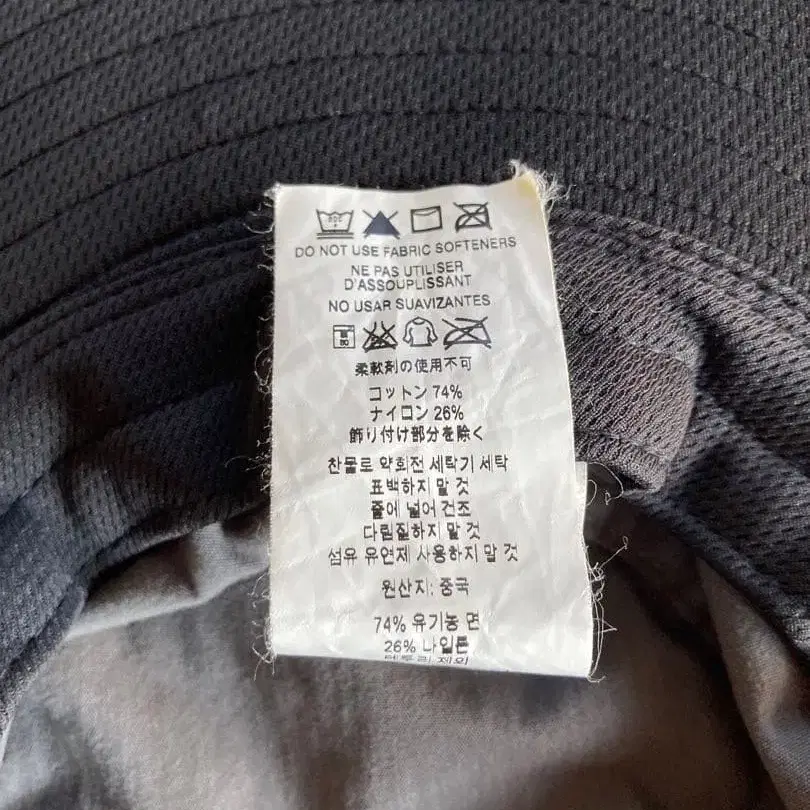 DO NOT USE FABRIC SOFTENERS
NE PAS UTILISER
D'ASSOUPLISSANT
NO USAR SUAVIZANTES
柔軟剤の使用不可
コットン 74%
ナイロン 26%
飾り付け部分を除く
찬물로 약회전 세탁기 세탁
표백하지 말 것
줄에 널어 건조
다림질하지 말 것
섬유 유연제 사용하지 말 것
원산지: 중국
74% 유기농 면
26% 나일론
제외